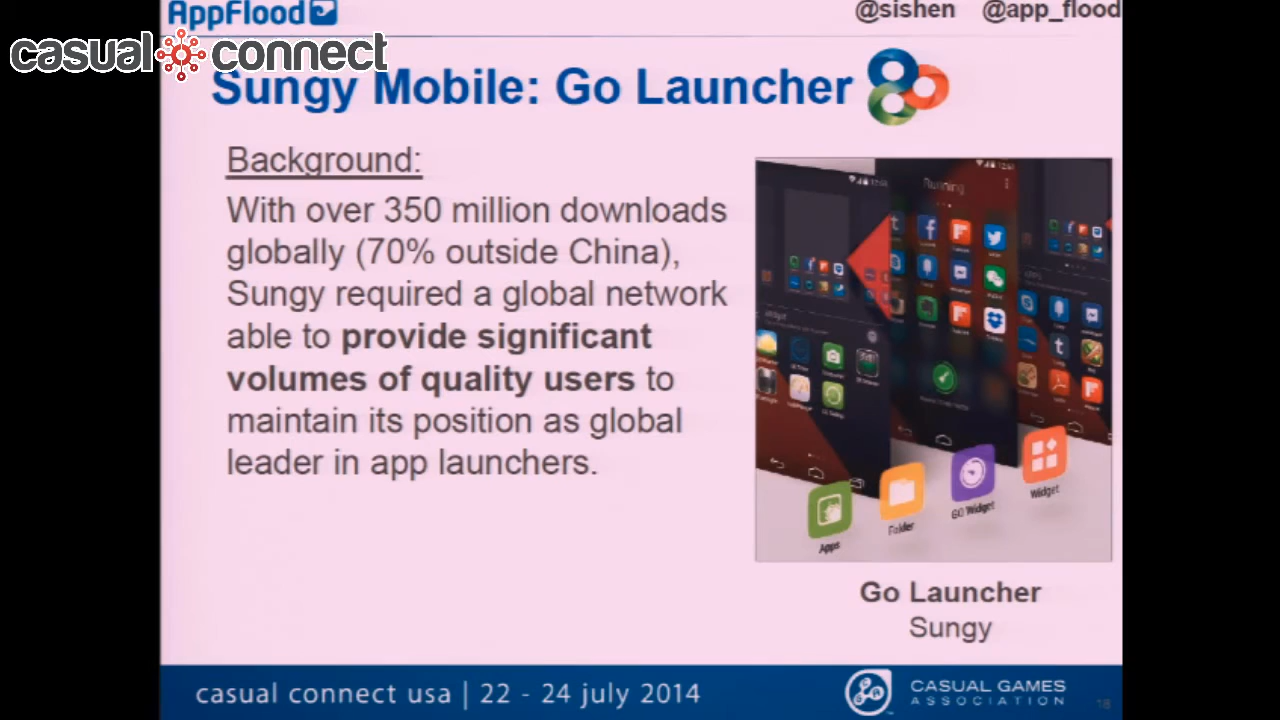 AppFlood
@sishen @app_flood
casual connect
Sungy Mobile: Go Launcher
Background:
With over 350 million downloads
globally (70% outside China),
Sungy required a global network
able to provide significant
volumes of quality users to
maintain its position as global
leader in app launchers.
Running
Apps
Folder
GO Widget
Widget
Go Launcher
Sungy
casual connect usa | 22 - 24 july 2014
CASUAL GAMES
ASSOCIATION
18